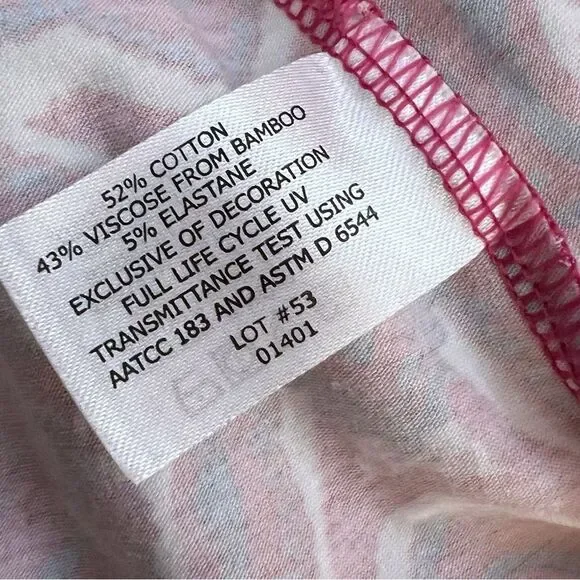 52% COTTON
43% VISCOSE FROM BAMBOO
5% ELASTANE
EXCLUSIVE OF DECORATION
FULL LIFE CYCLE UV
TRANSMITTANCE TEST USING
AATCC 183 AND ASTM D 6544
LOT #53
01401